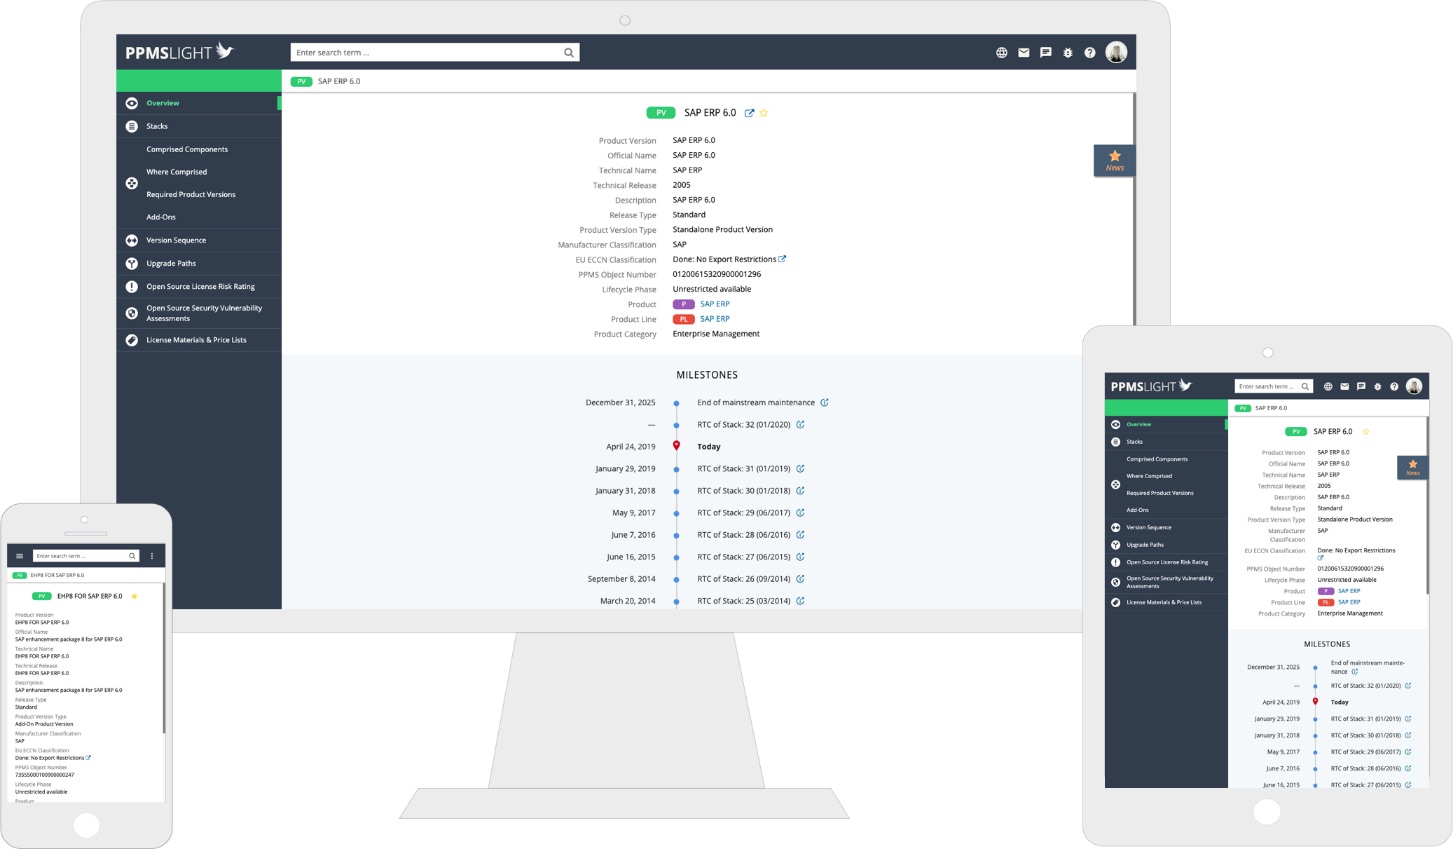 PPMSLIGHT
Enter search term ...
PV SAP ERP 6.0
Overview
Stacks
Comprised Components
Where Comprised
Required Product Versions
Add-Ons
Version Sequence
Upgrade Paths
Open Source License Risk Rating
Open Source Security Vulnerability
Assessments
License Materials & Price Lists
PV SAP ERP 6.0
News
Product Version SAP ERP 6.0
Official Name SAP ERP 6.0
Technical Name SAP ERP
Technical Release 2005
Description SAP ERP 6.0
Release Type Standard
Product Version Type Standalone Product Version
Manufacturer Classification SAP
EU ECCN Classification Done: No Export Restrictions
PPMS Object Number 01200615320900001296
Lifecycle Phase Unrestricted available
Product P SAP ERP
Product Line PL SAP ERP
Product Category Enterprise Management
MILESTONES
December 31, 2025 End of mainstream maintenance
— RTC of Stack: 32 (01/2020)
April 24, 2019 Today
January 29, 2019 RTC of Stack: 31 (01/2019)
January 31, 2018 RTC of Stack: 30 (01/2018)
May 9, 2017 RTC of Stack: 29 (06/2017)
June 7, 2016 RTC of Stack: 28 (06/2016)
June 16, 2015 RTC of Stack: 27 (06/2015)
September 8, 2014 RTC of Stack: 26 (09/2014)
March 20, 2014 RTC of Stack: 25 (03/2014)
Enter search term ...
PV EHP8 FOR SAP ERP 6.0
PV EHP8 FOR SAP ERP 6.0
Product Version
EHP8 FOR SAP ERP 6.0
Official Name
SAP enhancement package 8 for SAP ERP 6.0
Technical Name
EHP8 FOR SAP ERP 6.0
Technical Release
EHP8 FOR SAP ERP 6.0
Description
SAP enhancement package 8 for SAP ERP 6.0
Release Type
Standard
Product Version Type
Add-On Product Version
Manufacturer Classification
SAP
EU ECCN Classification
Done: No Export Restrictions
PPMS Object Number
73555000100900000247
Lifecycle Phase
Unrestricted available
Product
PPMSLIGHT
Enter search term ...
PV SAP ERP 6.0
Overview
Stacks
Comprised Components
Where Comprised
Required Product Versions
Add-Ons
Version Sequence
Upgrade Paths
Open Source License Risk Rating
Open Source Security Vulnerability
Assessments
License Materials & Price Lists
PV SAP ERP 6.0
News
Product Version SAP ERP 6.0
Official Name SAP ERP 6.0
Technical Name SAP ERP
Technical Release 2005
Description SAP ERP 6.0
Release Type Standard
Product Version Type Standalone Product Version
Manufacturer SAP
Classification
EU ECCN Classification Done: No Export Restrictions
PPMS Object Number 01200615320900001296
Lifecycle Phase Unrestricted available
Product P SAP ERP
Product Line PL SAP ERP
Product Category Enterprise Management
MILESTONES
December 31, 2025 End of mainstream mainte-
nance
— RTC of Stack: 32 (01/2020)
April 24, 2019 Today
January 29, 2019 RTC of Stack: 31 (01/2019)
January 31, 2018 RTC of Stack: 30 (01/2018)
May 9, 2017 RTC of Stack: 29 (06/2017)
June 7, 2016 RTC of Stack: 28 (06/2016)
June 16, 2015 RTC of Stack: 27 (06/2015)